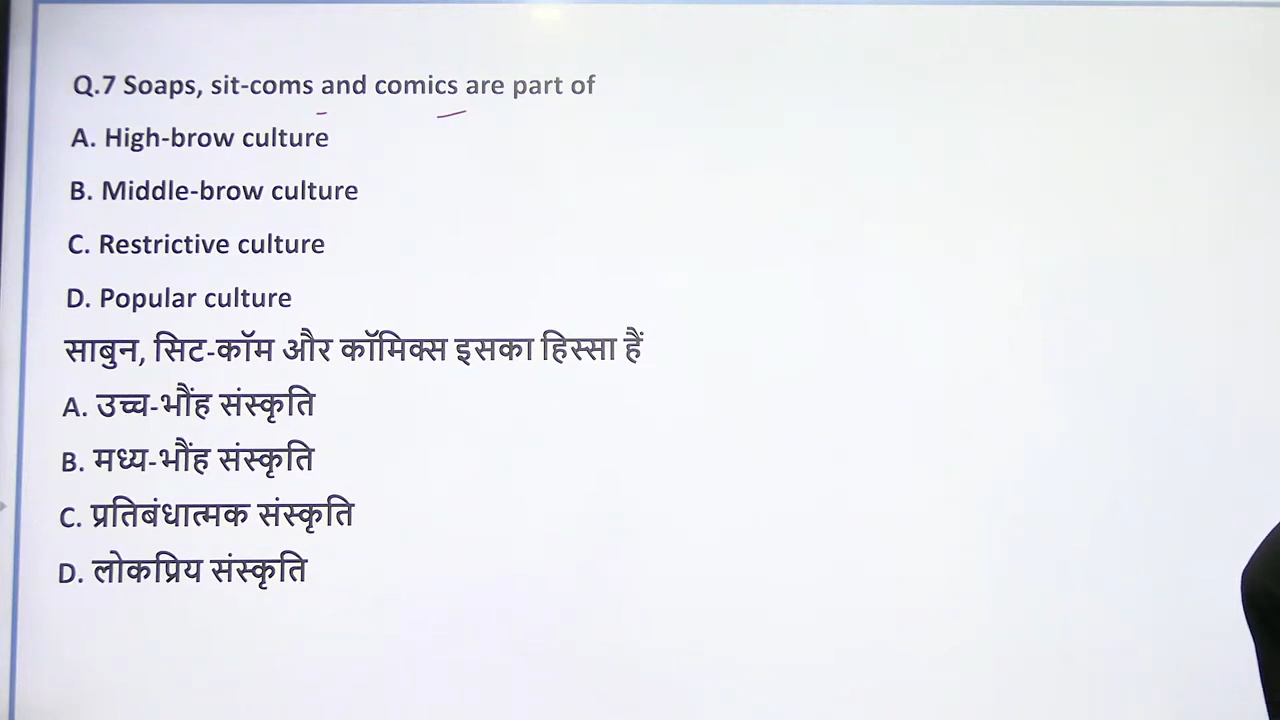 Q.7 Soaps, sit-coms and comics are part of
A. High-brow culture
B. Middle-brow culture
C. Restrictive culture
D. Popular culture
साबुन, सिट-कॉम और कॉमिक्स इसका हिस्सा हैं
A. उच्च-भौंह संस्कृति
B. मध्य-भौंह संस्कृति
C. प्रतिबंधात्मक संस्कृति
D. लोकप्रिय संस्कृति